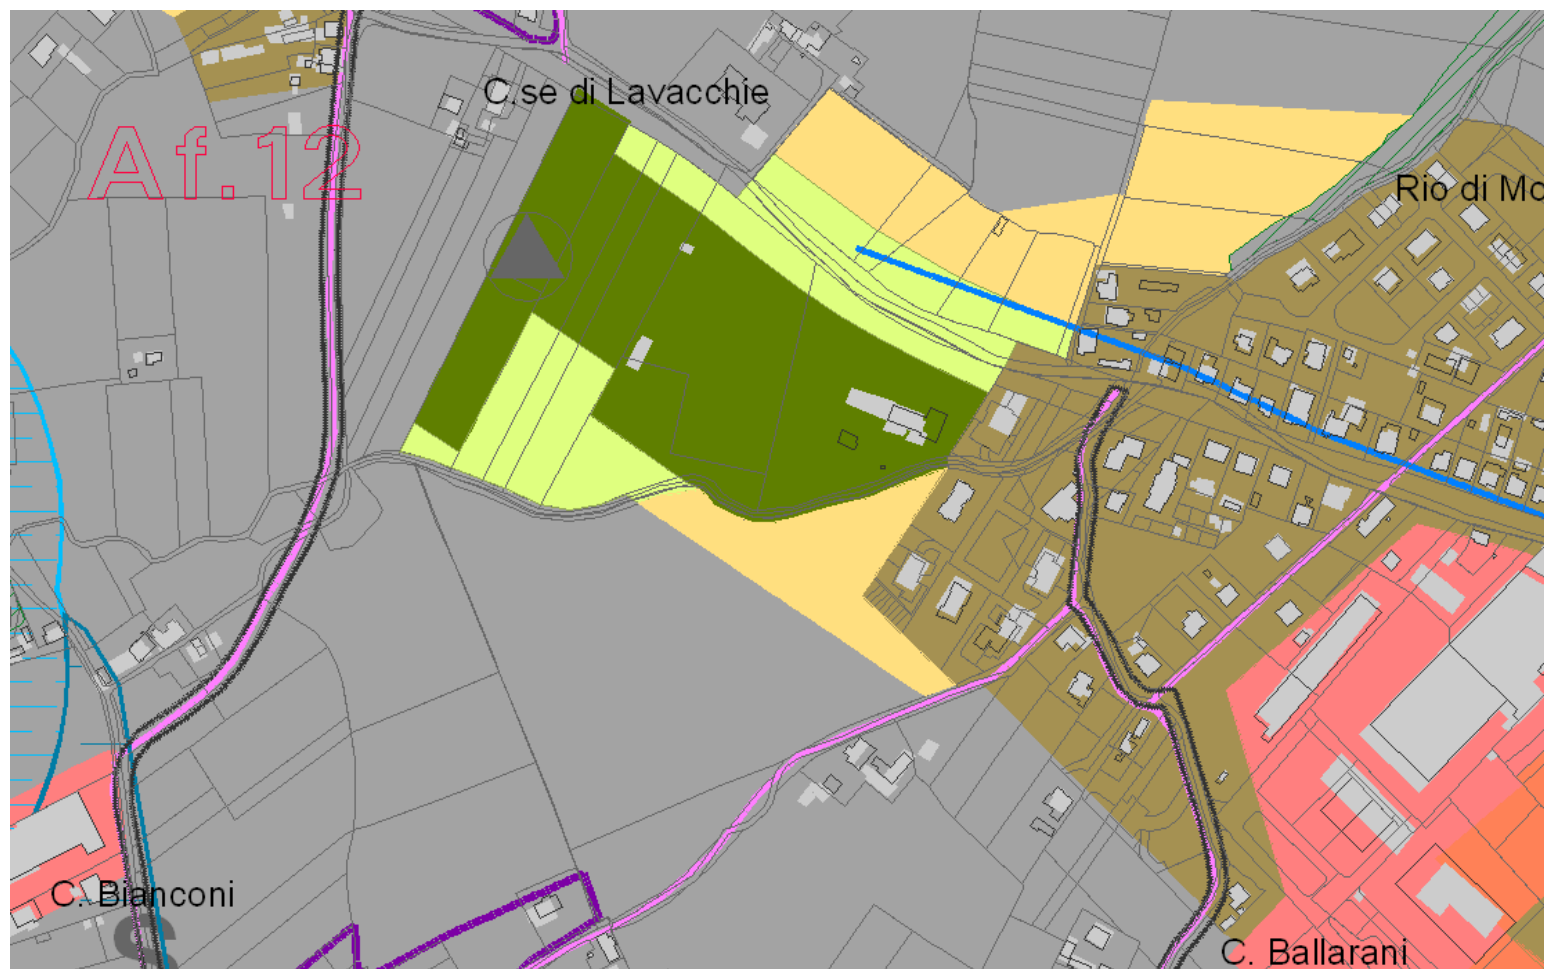 C.se di Lavacchie
Af.12
Rio di Mo
C. Bianconi
S
C. Ballarani